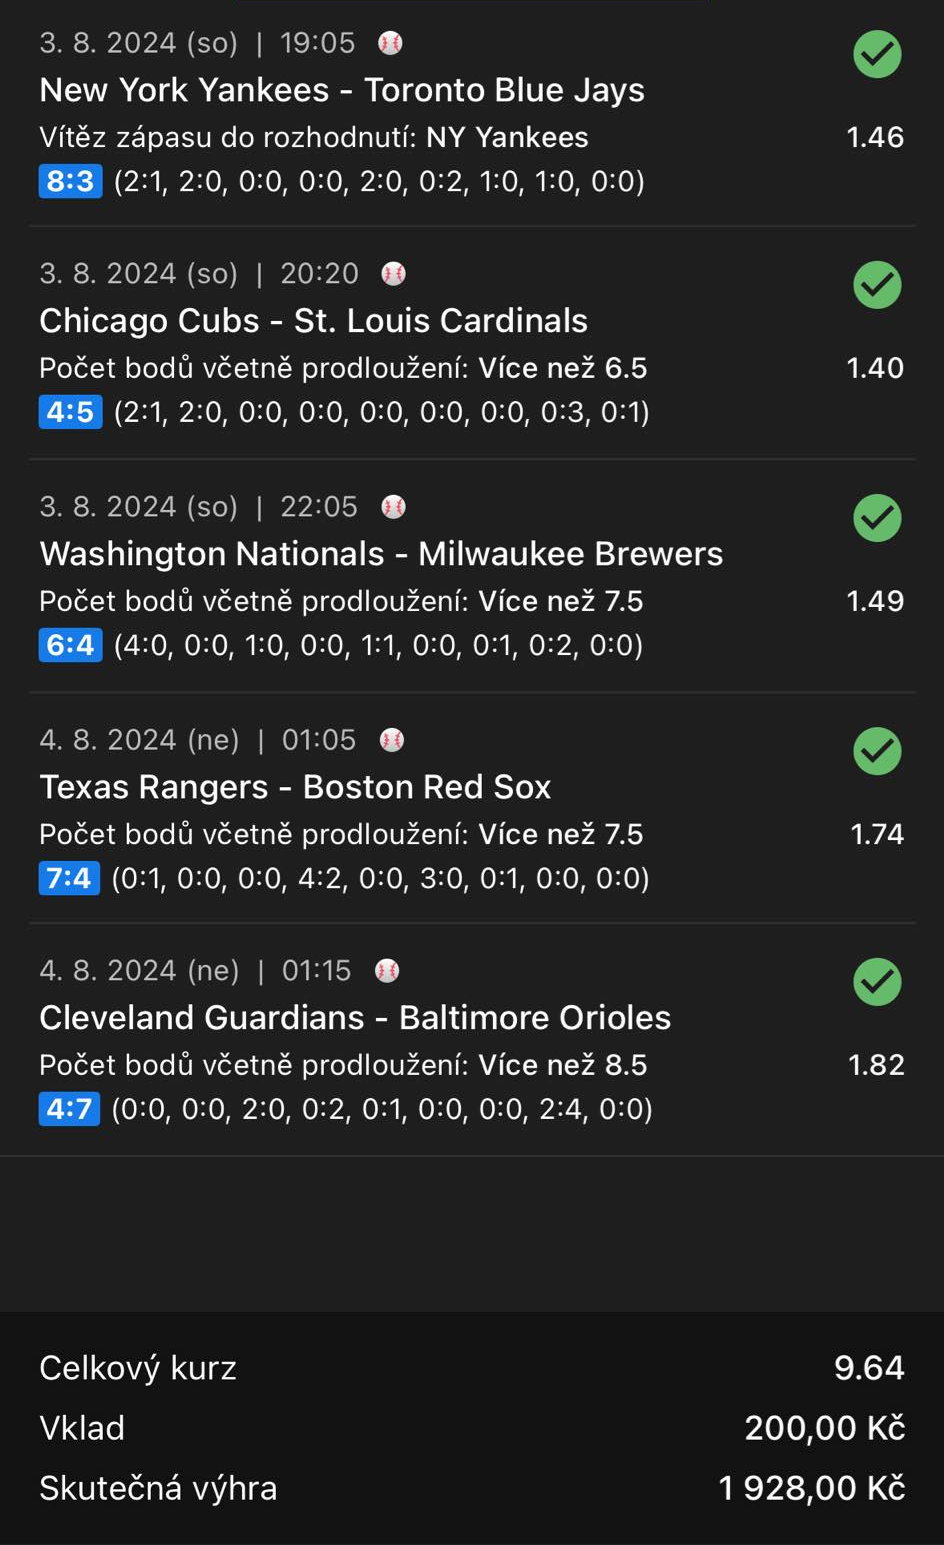 3. 8. 2024 (so) | 19:05
New York Yankees - Toronto Blue Jays
Vítěz zápasu do rozhodnutí: NY Yankees 1.46
8:3 (2:1, 2:0, 0:0, 0:0, 2:0, 0:2, 1:0, 1:0, 0:0)
3. 8. 2024 (so) | 20:20
Chicago Cubs - St. Louis Cardinals
Počet bodů včetně prodloužení: Více než 6.5 1.40
4:5 (2:1, 2:0, 0:0, 0:0, 0:0, 0:0, 0:0, 0:3, 0:1)
3. 8. 2024 (so) | 22:05
Washington Nationals - Milwaukee Brewers
Počet bodů včetně prodloužení: Více než 7.5 1.49
6:4 (4:0, 0:0, 1:0, 0:0, 1:1, 0:0, 0:1, 0:2, 0:0)
4. 8. 2024 (ne) | 01:05
Texas Rangers - Boston Red Sox
Počet bodů včetně prodloužení: Více než 7.5 1.74
7:4 (0:1, 0:0, 0:0, 4:2, 0:0, 3:0, 0:1, 0:0, 0:0)
4. 8. 2024 (ne) | 01:15
Cleveland Guardians - Baltimore Orioles
Počet bodů včetně prodloužení: Více než 8.5 1.82
4:7 (0:0, 0:0, 2:0, 0:2, 0:1, 0:0, 0:0, 2:4, 0:0)
Celkový kurz 9.64
Vklad 200,00 Kč
Skutečná výhra 1 928,00 Kč